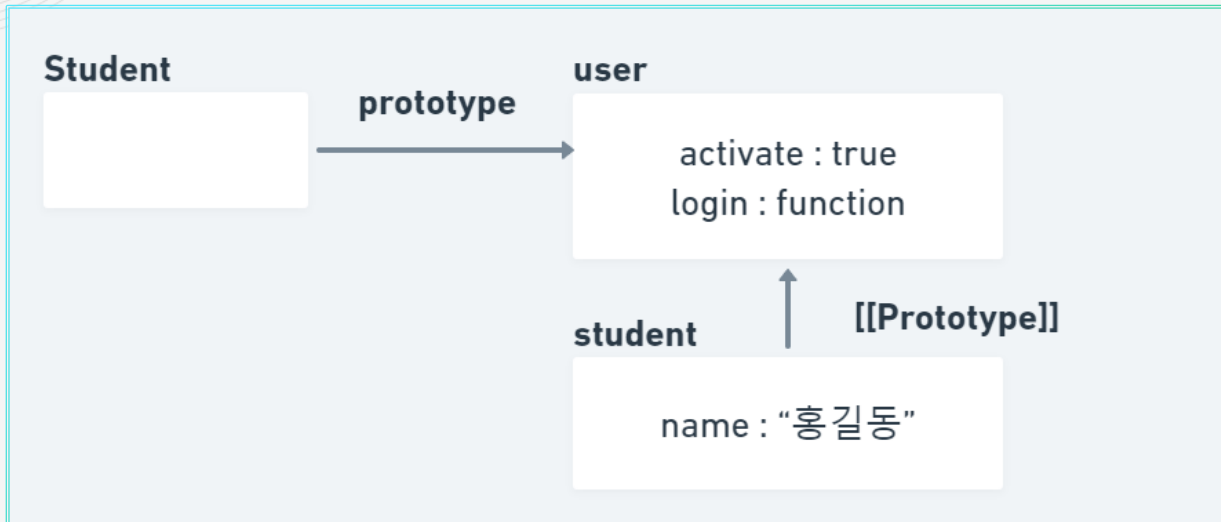 Student
prototype
user
activate : true
login : function
[[Prototype]]
student
name : “홍길동”